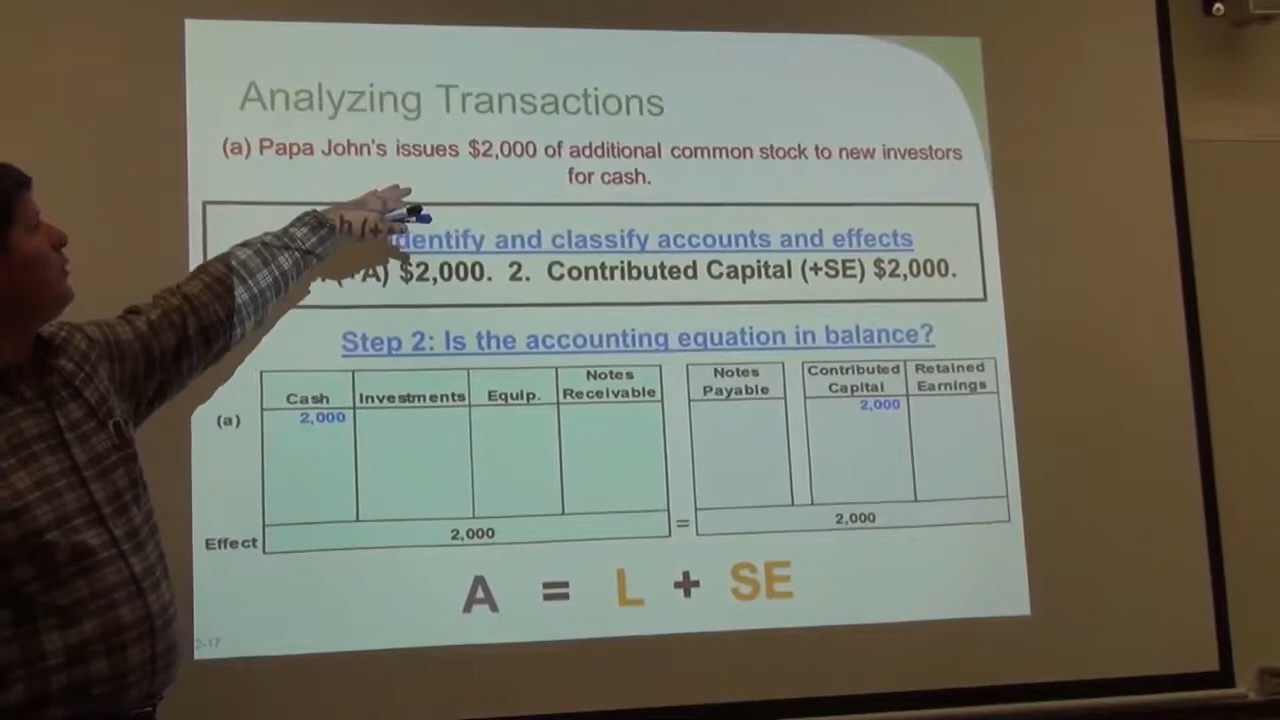 Analyzing Transactions
(a) Papa John's issues $2,000 of additional common stock to new investors
for cash.
dentify and classify accounts and effects
A) $2,000. 2. Contributed Capital (+SE) $2,000.
Step 2: Is the accounting equation in balance?
Cash Investments Equip. Notes Receivable Notes Payable Contributed Capital Retained Earnings
(a) 2,000 2,000
Effect 2,000 = 2,000
A = L + SE
2-17